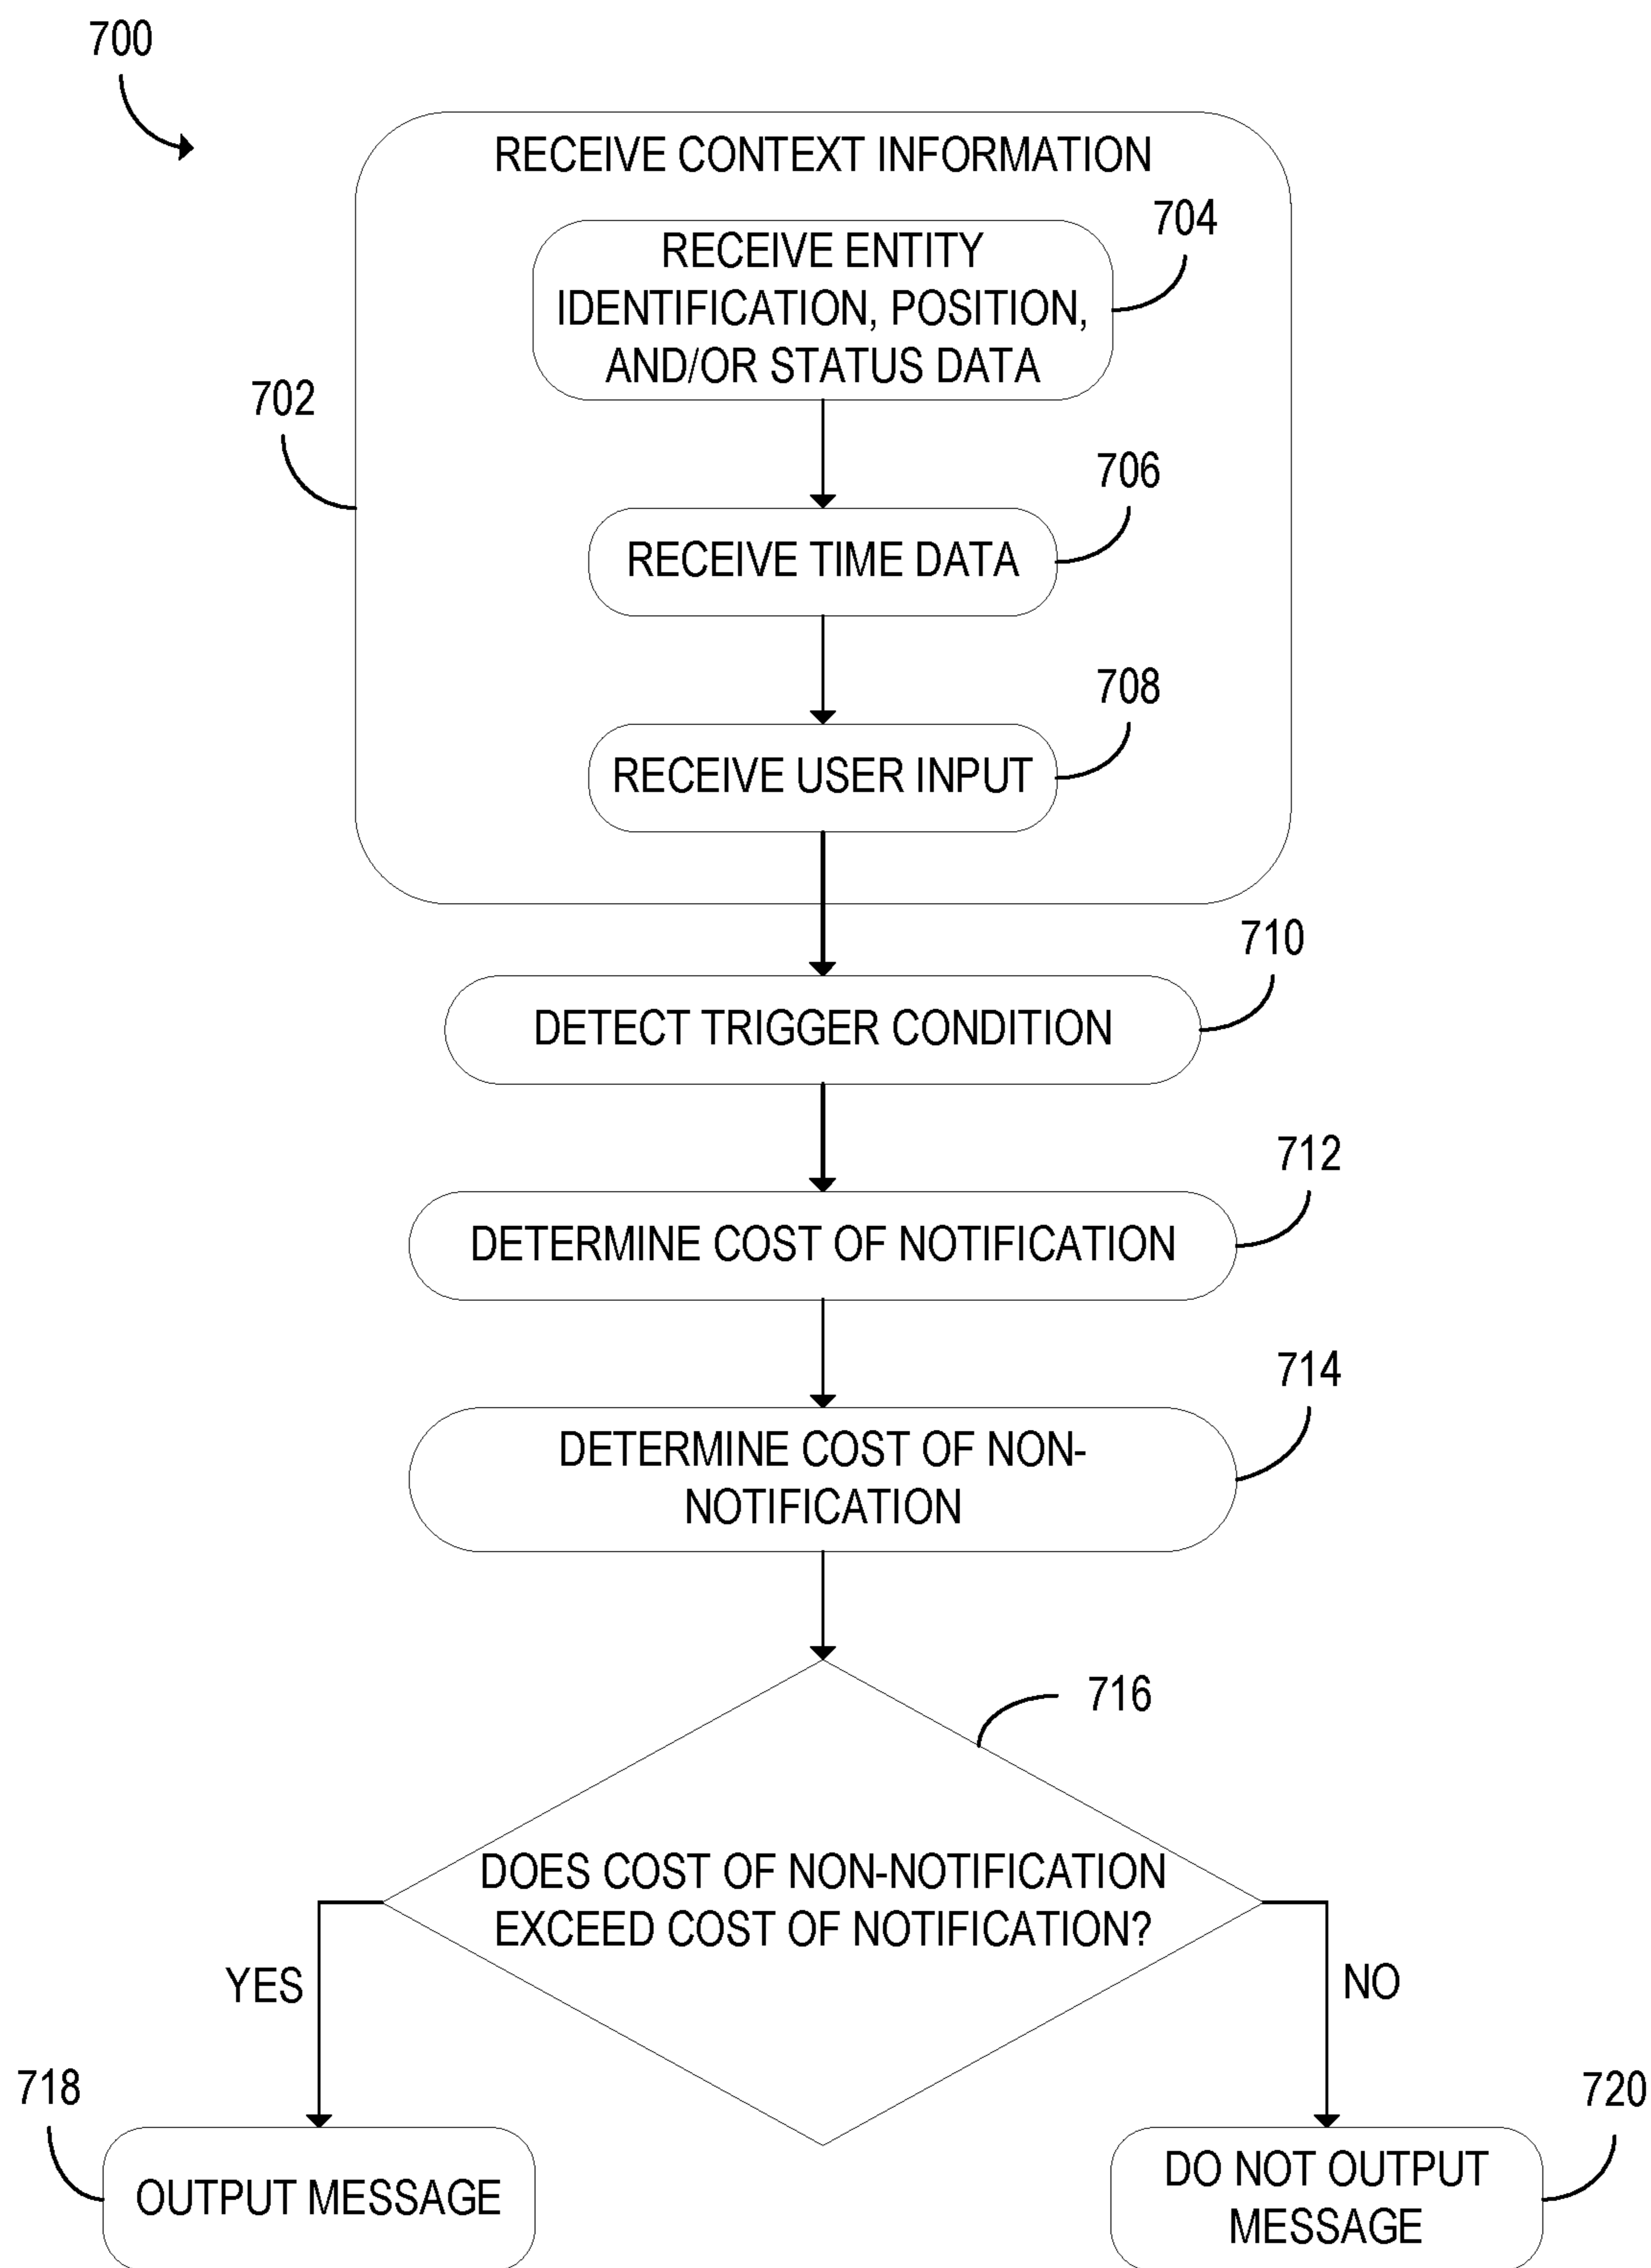 700
RECEIVE CONTEXT INFORMATION
704
RECEIVE ENTITY
IDENTIFICATION, POSITION,
AND/OR STATUS DATA
702
706
RECEIVE TIME DATA
708
RECEIVE USER INPUT
710
DETECT TRIGGER CONDITION
712
DETERMINE COST OF NOTIFICATION
714
DETERMINE COST OF NON-
NOTIFICATION
716
DOES COST OF NON-NOTIFICATION
EXCEED COST OF NOTIFICATION?
YES
NO
718
720
OUTPUT MESSAGE
DO NOT OUTPUT
MESSAGE